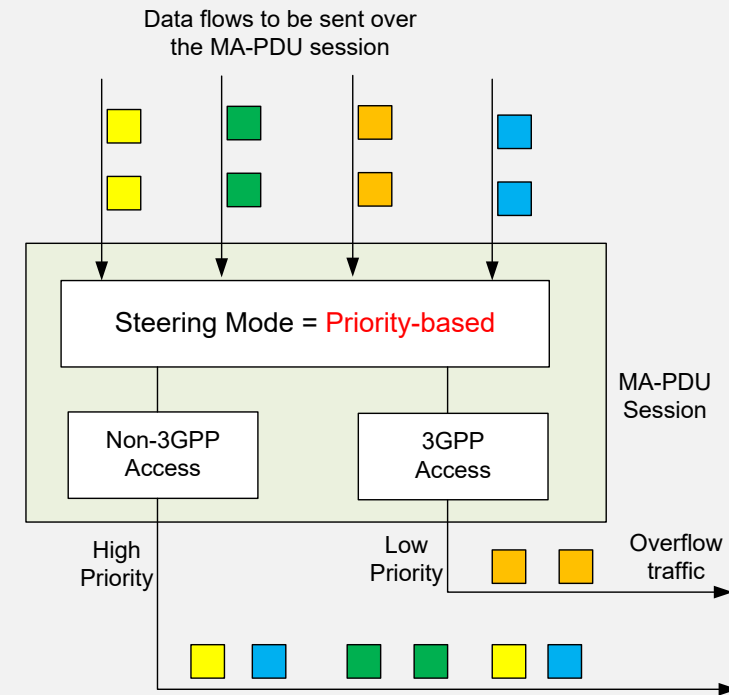 Data flows to be sent over
the MA-PDU session
Steering Mode = Priority-based
MA-PDU
Session
Non-3GPP
Access
3GPP
Access
High
Priority
Low
Priority
Overflow
traffic